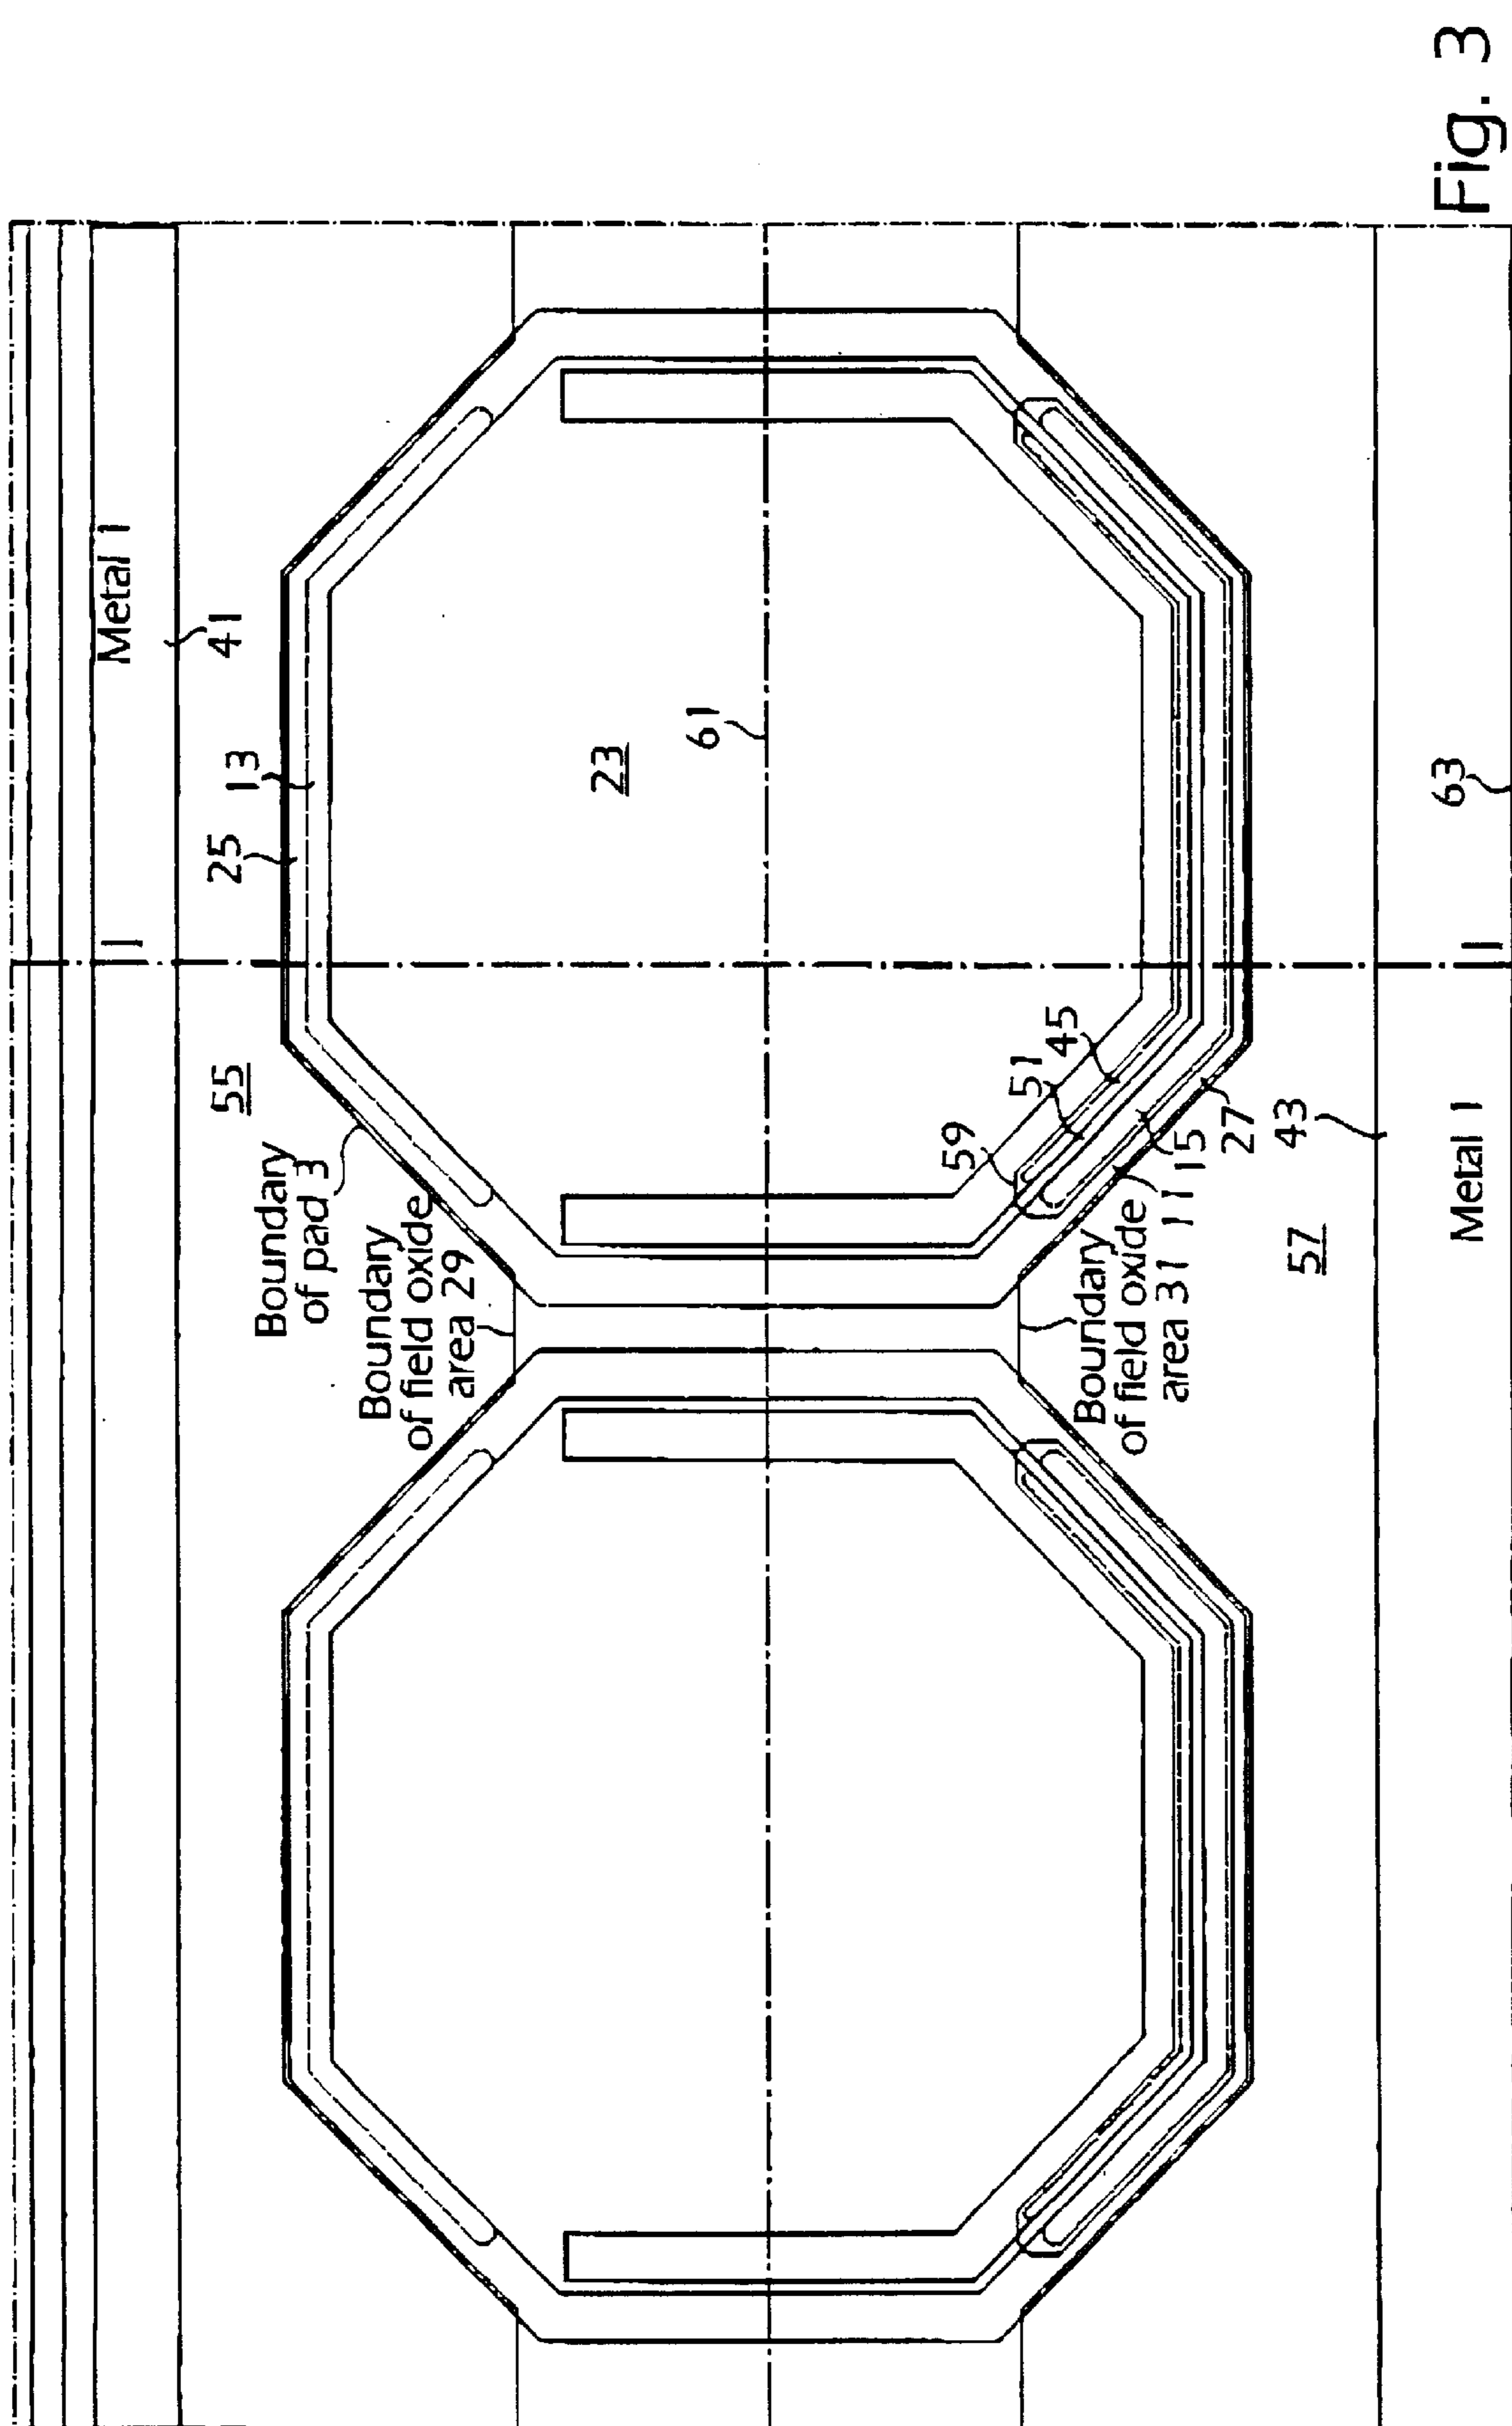 Metal 1
I
55
25
41
13
Boundary
of pad 3
Boundary
of field oxide
area 29
23
61
59
51
45
Boundary
of field oxide
area 31
11
15
27
43
57
63
Metal 1
I
Fig. 3